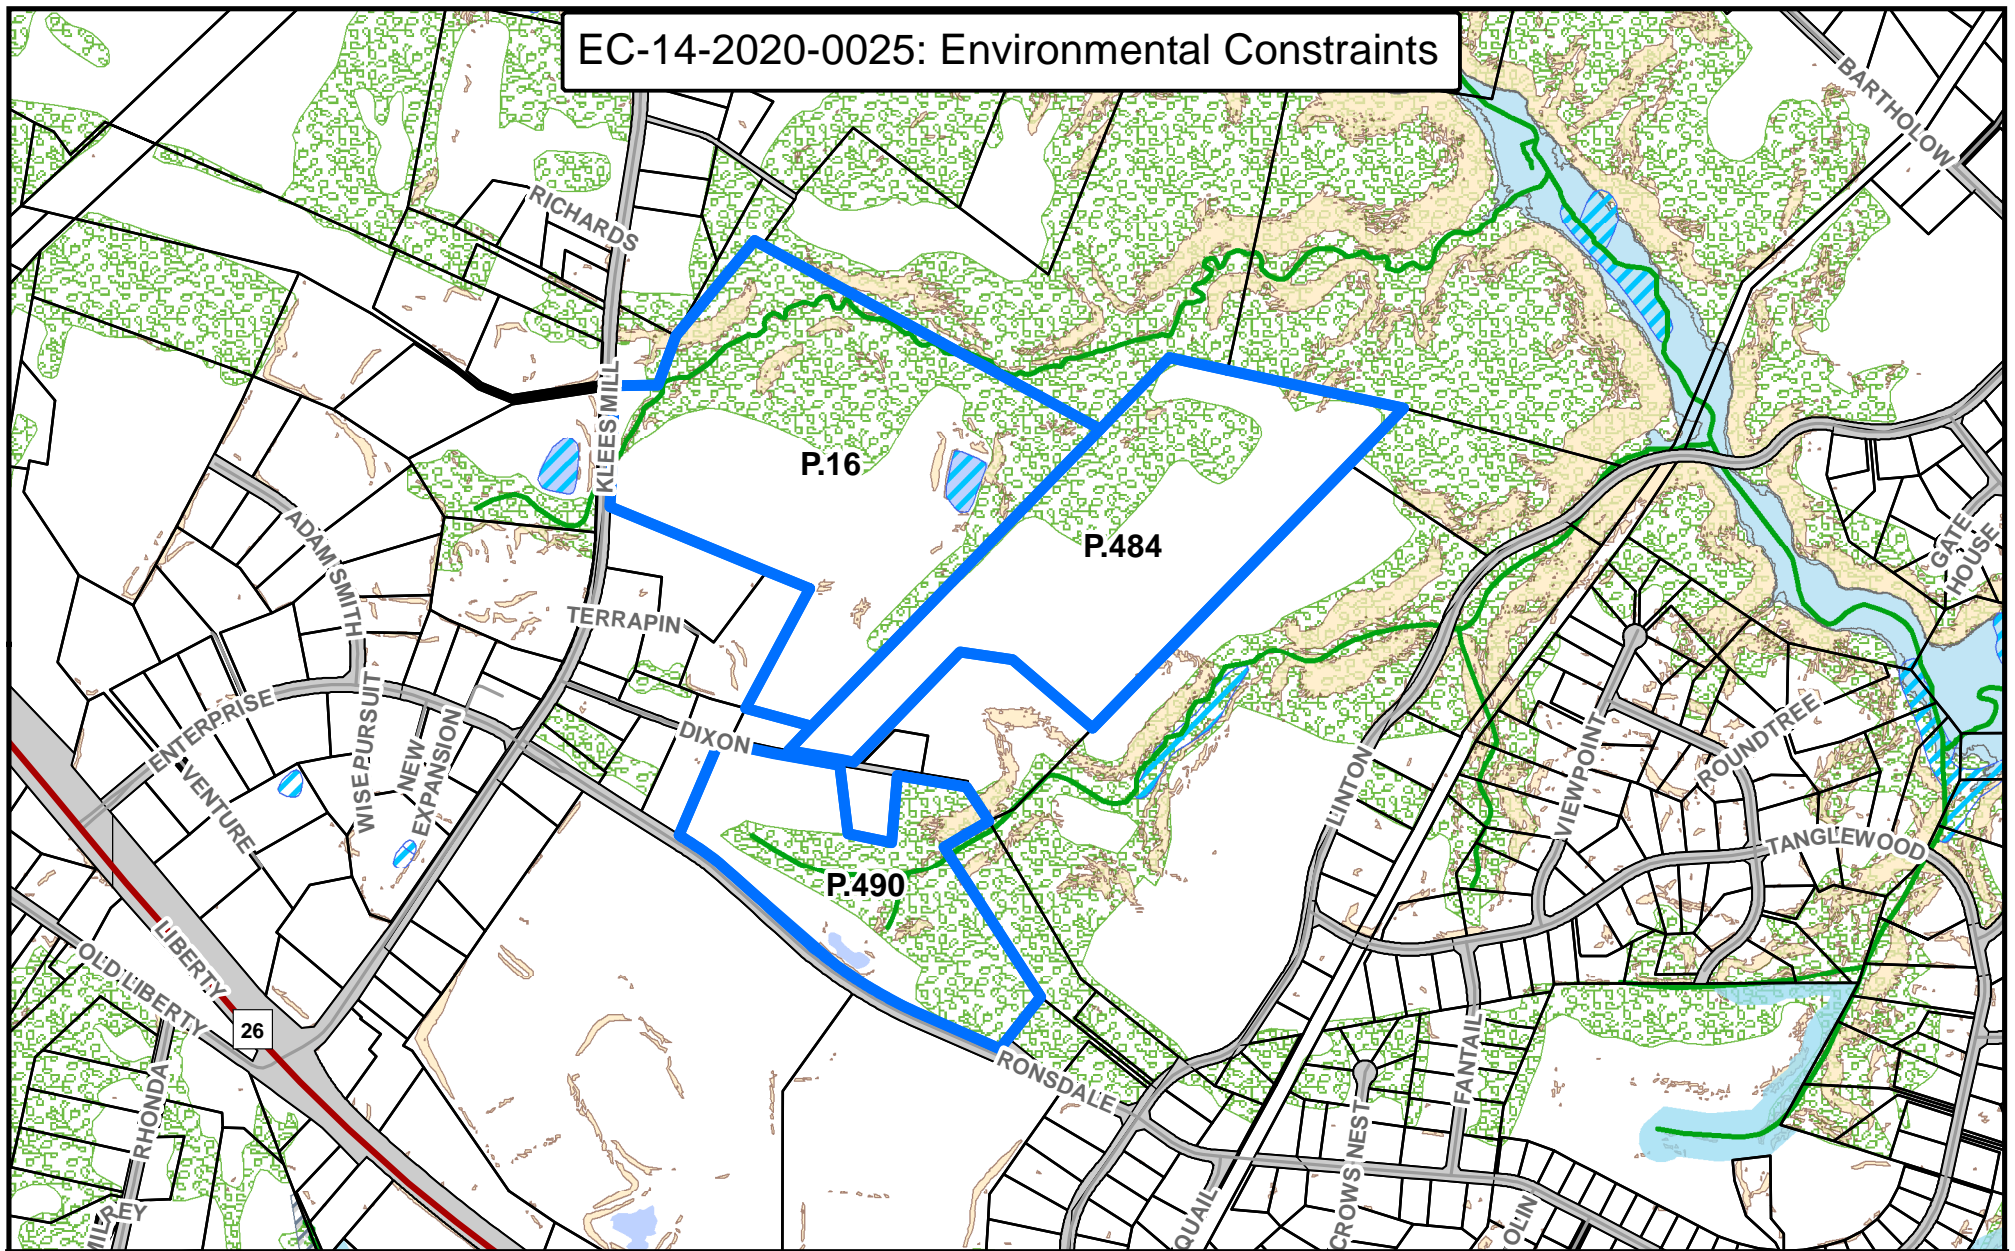 EC-14-2020-0025: Environmental Constraints
BARTHOLOW
RICHARDS
KLEES MILL
P.16
P.484
ADAM SMITH
GATE
HOUSE
TERRAPIN
ENTERPRISE
WISE PURSUIT
NEW
EXPANSION
DIXON
VENTURE
LINTON
VIEWPOINT
ROUNDTREE
TANGLEWOOD
P.490
LIBERTY
OLD LIBERTY
26
RHONDA
RONSDALE
FANTAIL
CROWS NEST
QUAIL